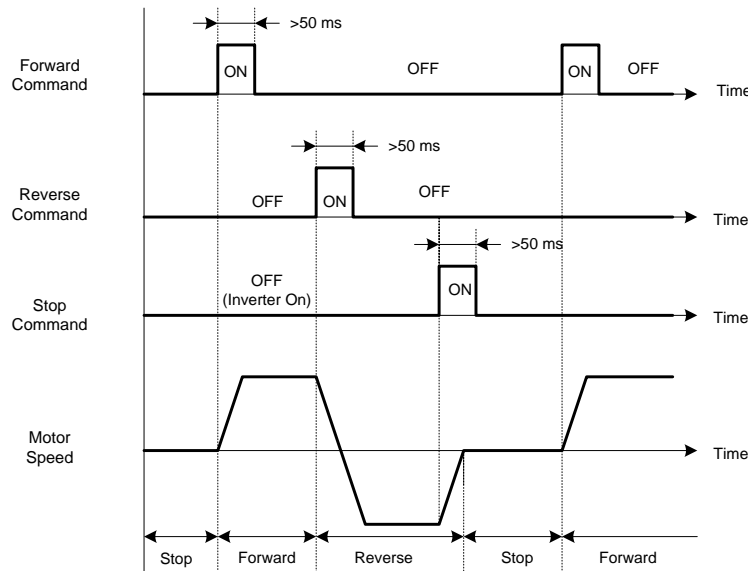 >50 ms
Forward
Command
ON
OFF
ON
OFF
Time
>50 ms
Reverse
Command
OFF
ON
OFF
Time
>50 ms
Stop
Command
OFF
(Inverter On)
ON
Time
Motor
Speed
Time
Stop
Forward
Reverse
Stop
Forward